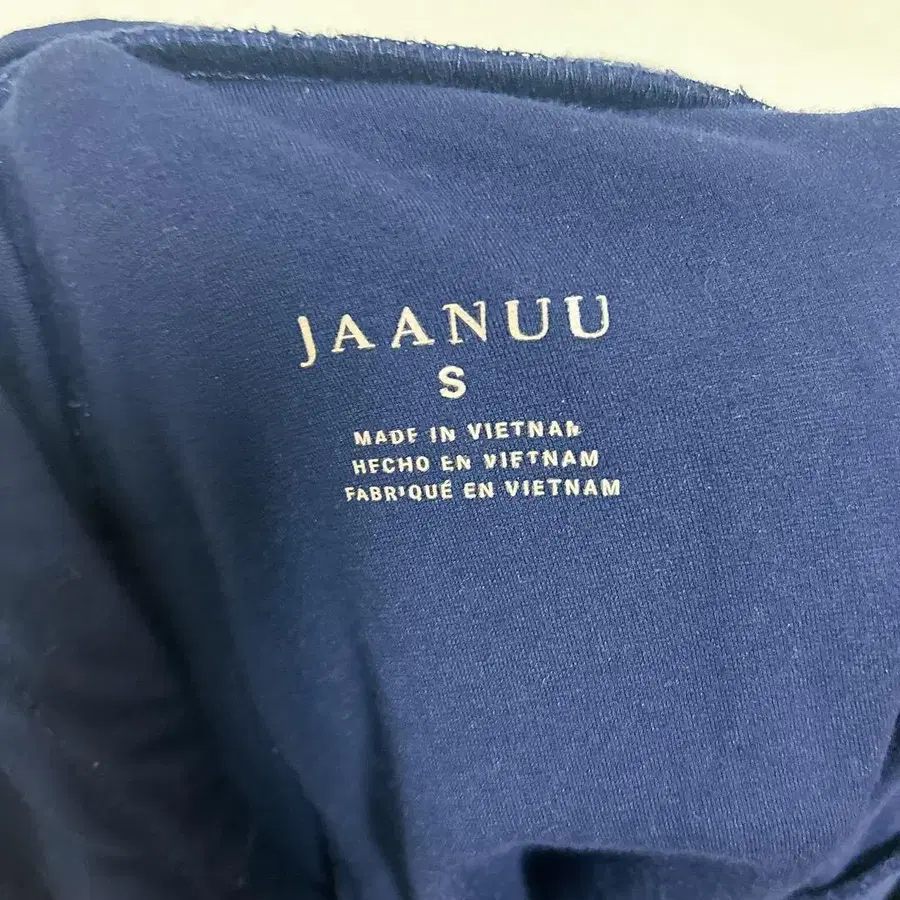 JAANUU
S
MADE IN VIETNAM
HECHO EN VIETNAM
FABRIQUÉ EN VIETNAM